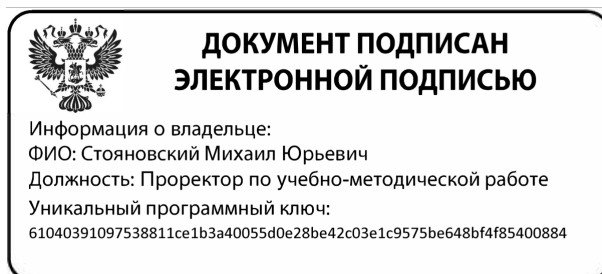 ДОКУМЕНТ ПОДПИСАН
ЭЛЕКТРОННОЙ ПОДПИСЬЮ
Информация о владельце:
ФИО: Стояновский Михаил Юрьевич
Должность: Проректор по учебно-методической работе
Уникальный программный ключ:
61040391097538811ce1b3a40055d0e28be42c03e1c9575be648bf4f85400884